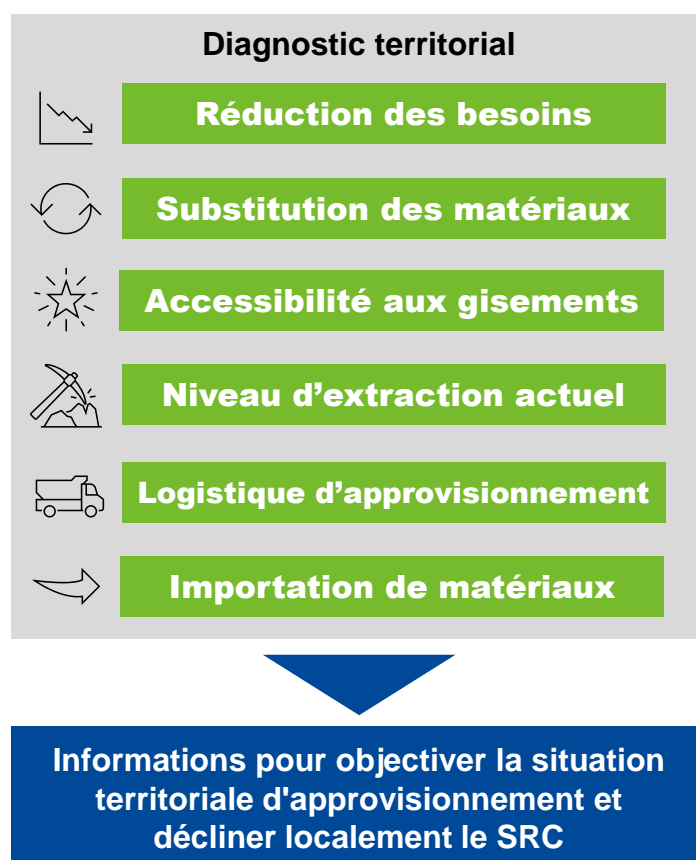 Diagnostic territorial
Réduction des besoins
Substitution des matériaux
Accessibilité aux gisements
Niveau d’extraction actuel
Logistique d’approvisionnement
Importation de matériaux
Informations pour objectiver la situation
territoriale d'approvisionnement et
décliner localement le SRC